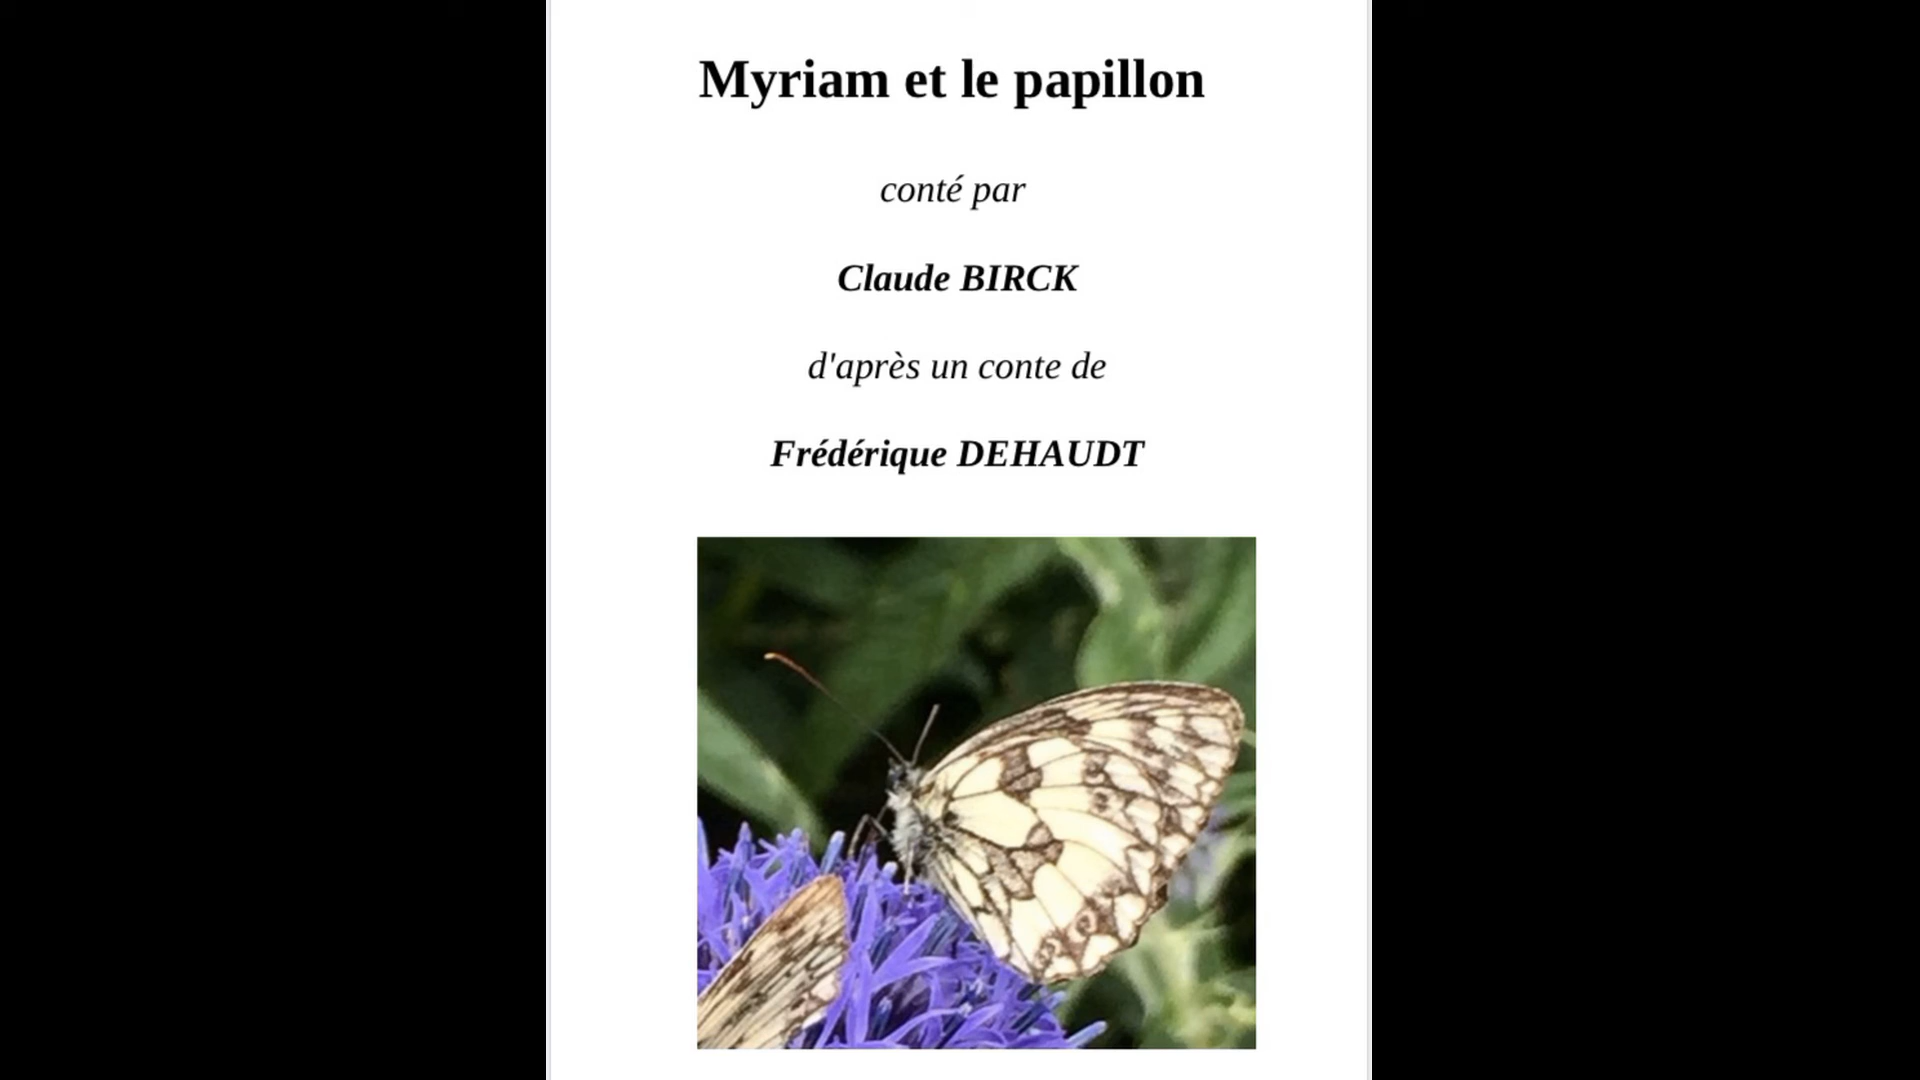 Myriam et le papillon
conté par
Claude BIRCK
d'après un conte de
Frédérique DEHAUDT